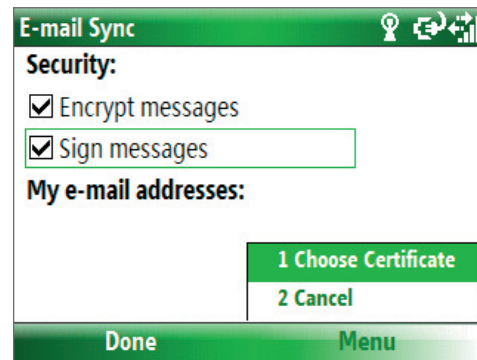 E-mail Sync
Security:
Encrypt messages
Sign messages
My e-mail addresses:
1 Choose Certificate
2 Cancel
Done Menu